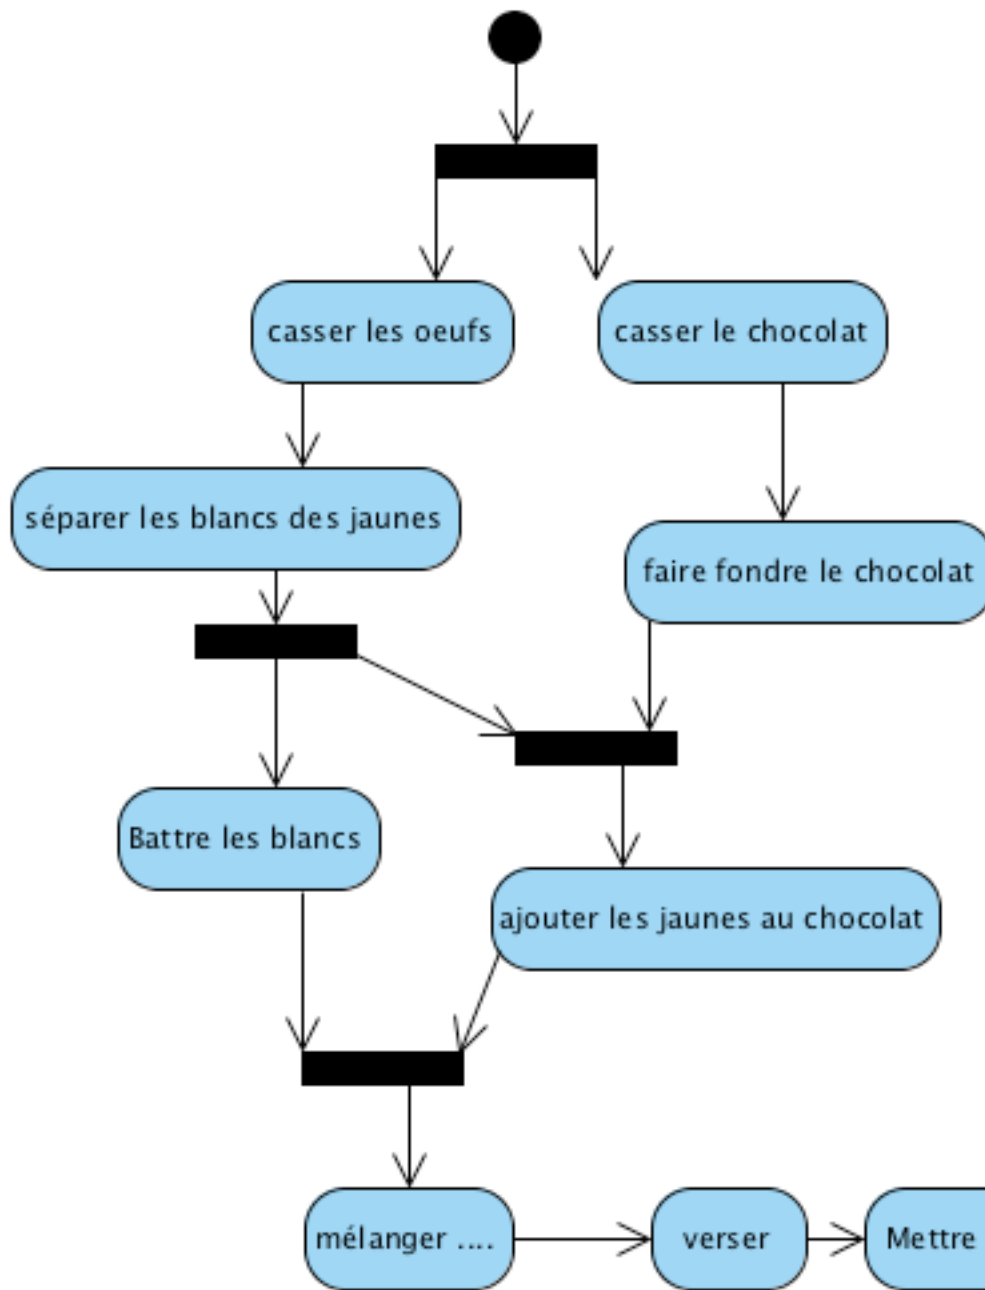 casser les oeufs
casser le chocolat
séparer les blancs des jaunes
faire fondre le chocolat
Battre les blancs
ajouter les jaunes au chocolat
mélanger ....
verser
Mettre